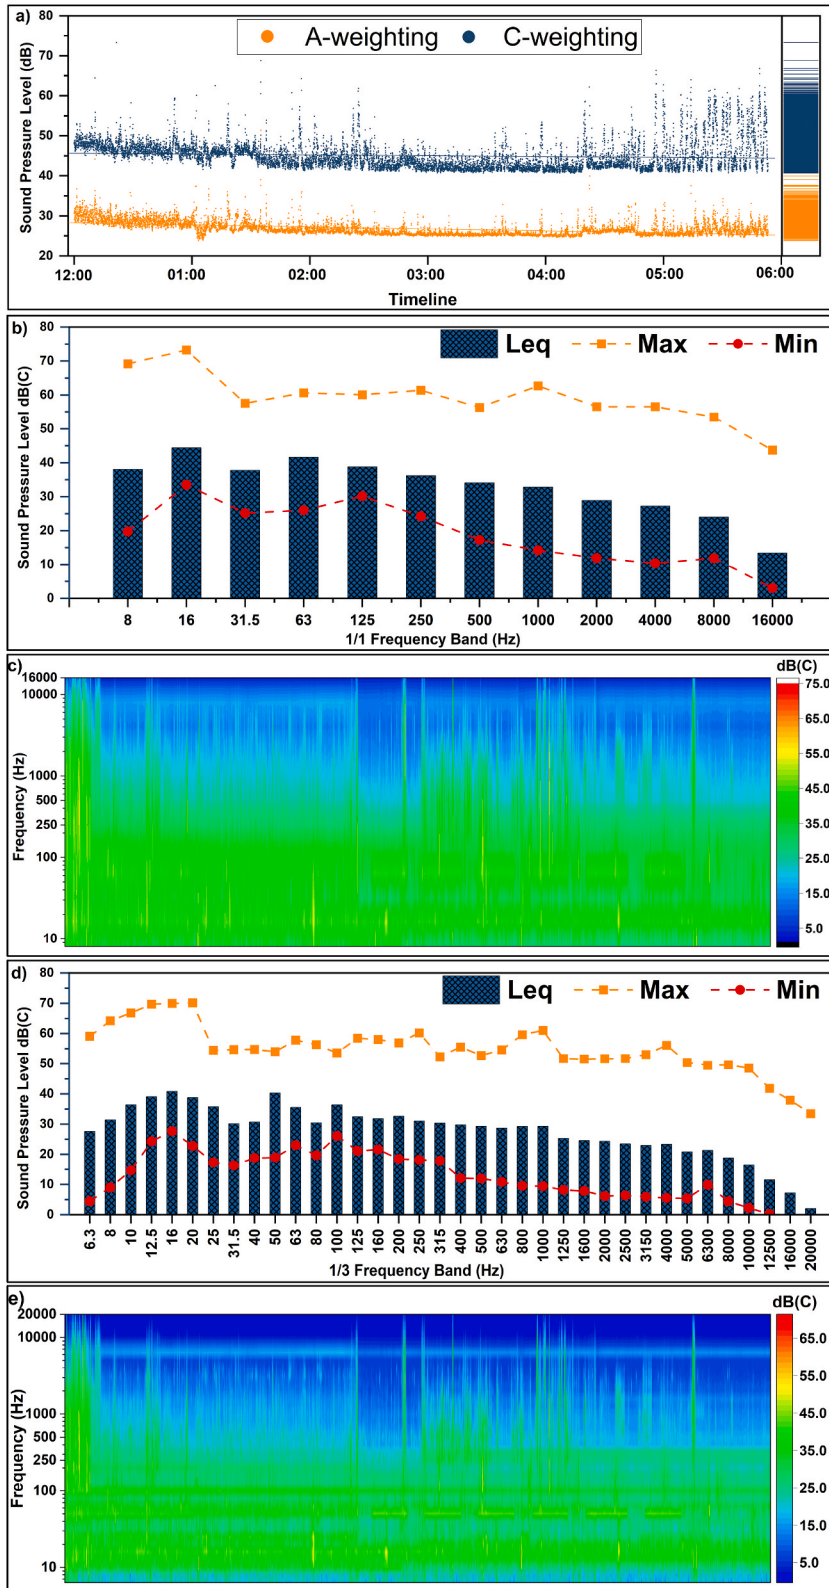 a)
A-weighting C-weighting
Sound Pressure Level (dB)
80
70
60
50
40
30
20
12:00 01:00 02:00 03:00 04:00 05:00 06:00
Timeline
b)
Leq Max Min
Sound Pressure Level dB(C)
80
70
60
50
40
30
20
10
0
8 16 31.5 63 125 250 500 1000 2000 4000 8000 16000
1/1 Frequency Band (Hz)
c)
dB(C)
Frequency (Hz)
16000
10000
1000
500
250
100
10
75.0
65.0
55.0
45.0
35.0
25.0
15.0
5.0
d)
Leq Max Min
Sound Pressure Level dB(C)
80
70
60
50
40
30
20
10
0
6.3 8 10 12.5 16 20 25 31.5 40 50 63 80 100 125 160 200 250 315 400 500 630 800 1000 1250 1600 2000 2500 3150 4000 5000 6300 8000 10000 12500 16000 20000
1/3 Frequency Band (Hz)
e)
dB(C)
Frequency (Hz)
20000
10000
1000
500
250
100
10
65.0
55.0
45.0
35.0
25.0
15.0
5.0